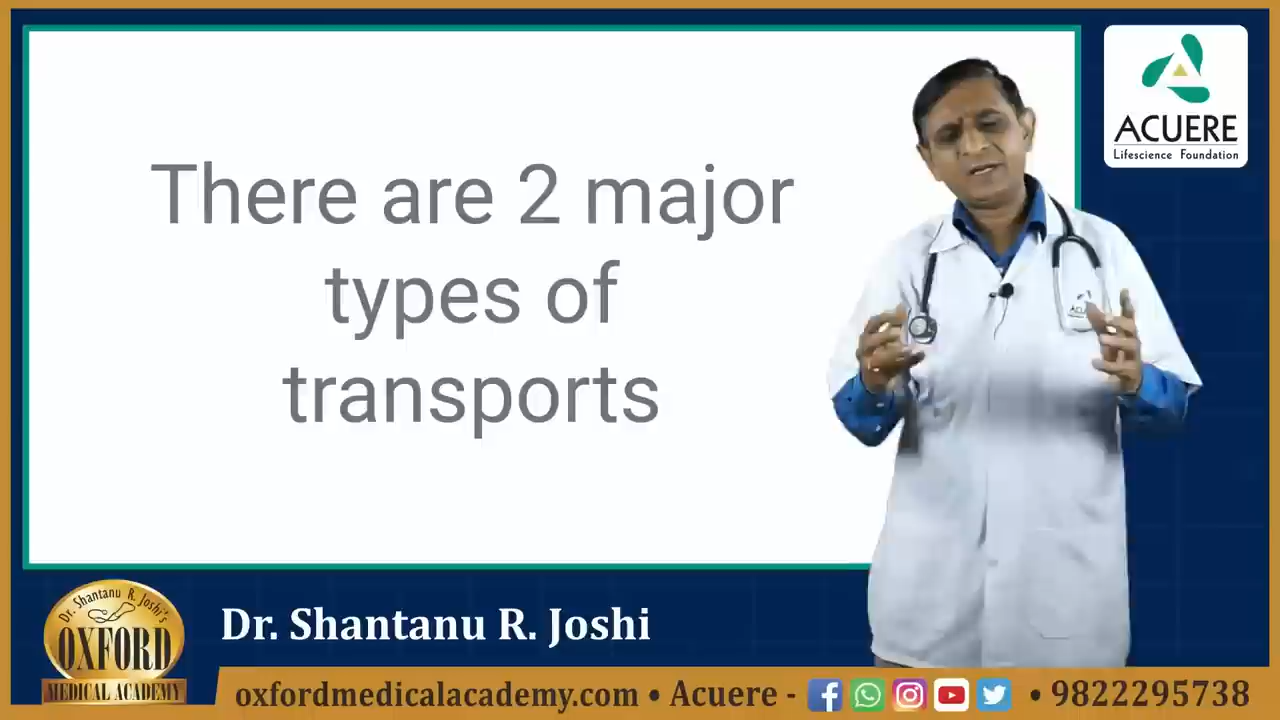 There are 2 major
types of
transports
ACUERE
Lifescience Foundation
Dr. Shantanu R. Joshi's
OXFORD
MEDICAL ACADEMY
Dr. Shantanu R. Joshi
oxfordmedicalacademy.com • Acuere - • 9822295738